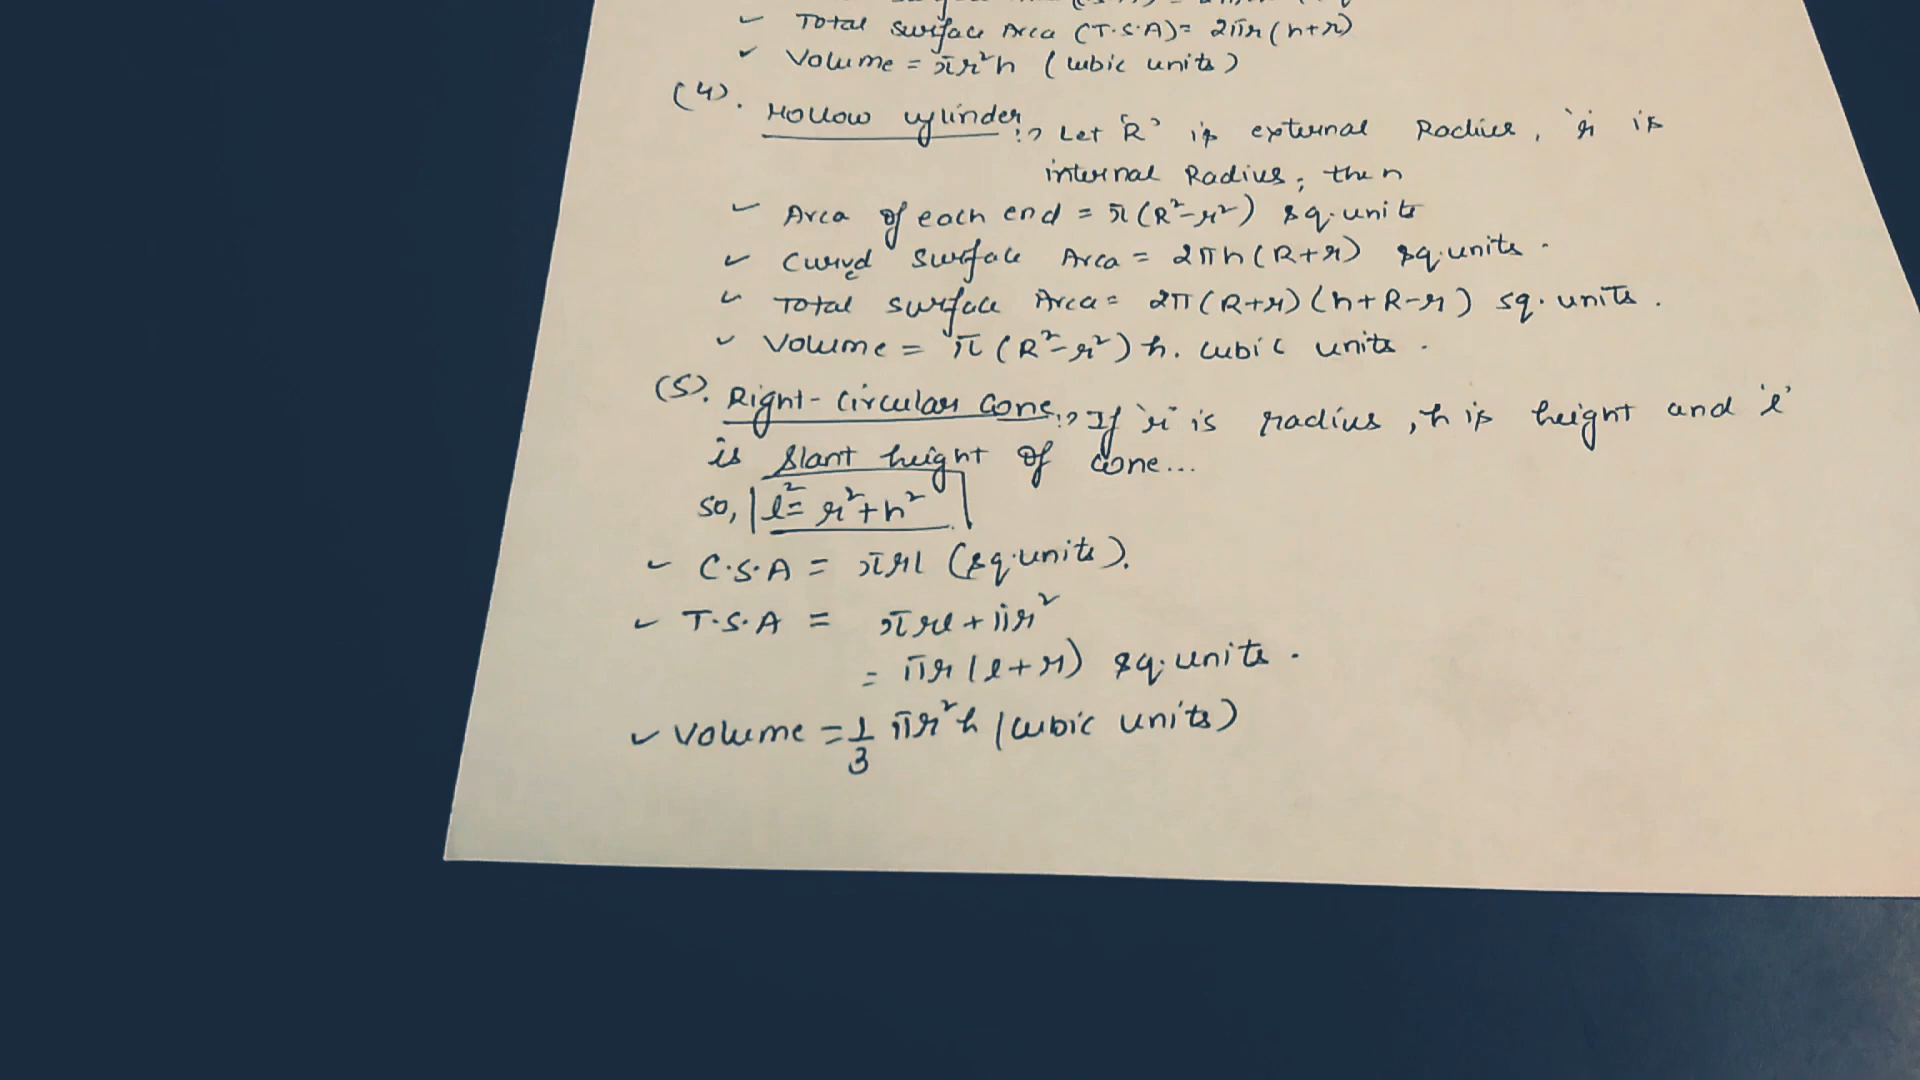 ✓ Total Surface Area (T.S.A) = 2πr(h+r)
✓ Volume = πr²h (cubic units)
(4). Hollow cylinder :, Let 'R' is external Radius, 'r is
internal Radius, then
✓ Area of each end = π(R²-r²) sq. units
✓ Curved Surface Area = 2πh(R+r) sq. units.
✓ Total surface Area = 2π(R+r)(h+R-r) sq. units.
✓ Volume = π(R²-r²)h. cubic units.
(5). Right-circular cone :, If 'r' is radius, h is height and 'l'
is slant height of cone...
so, l² = r²+h²
✓ C.S.A = πrl (sq. units).
✓ T.S.A = πrl + πr²
= πr(l+r) sq. units.
✓ Volume = 1/3 πr²h (cubic units)